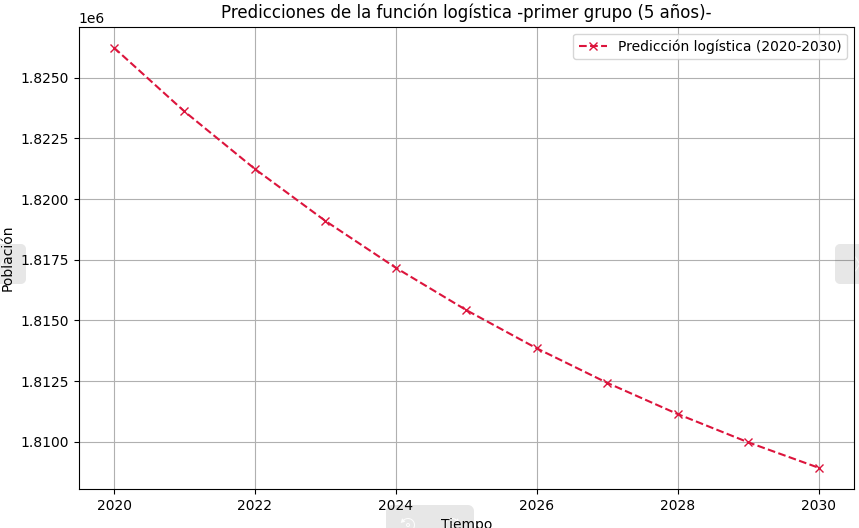 Predicciones de la función logística -primer grupo (5 años)-
1e6
Predicción logística (2020-2030)
1.8250
1.8225
1.8200
1.8175
1.8150
1.8125
1.8100
Población
2020 2022 2024 2026 2028 2030
Tiempo